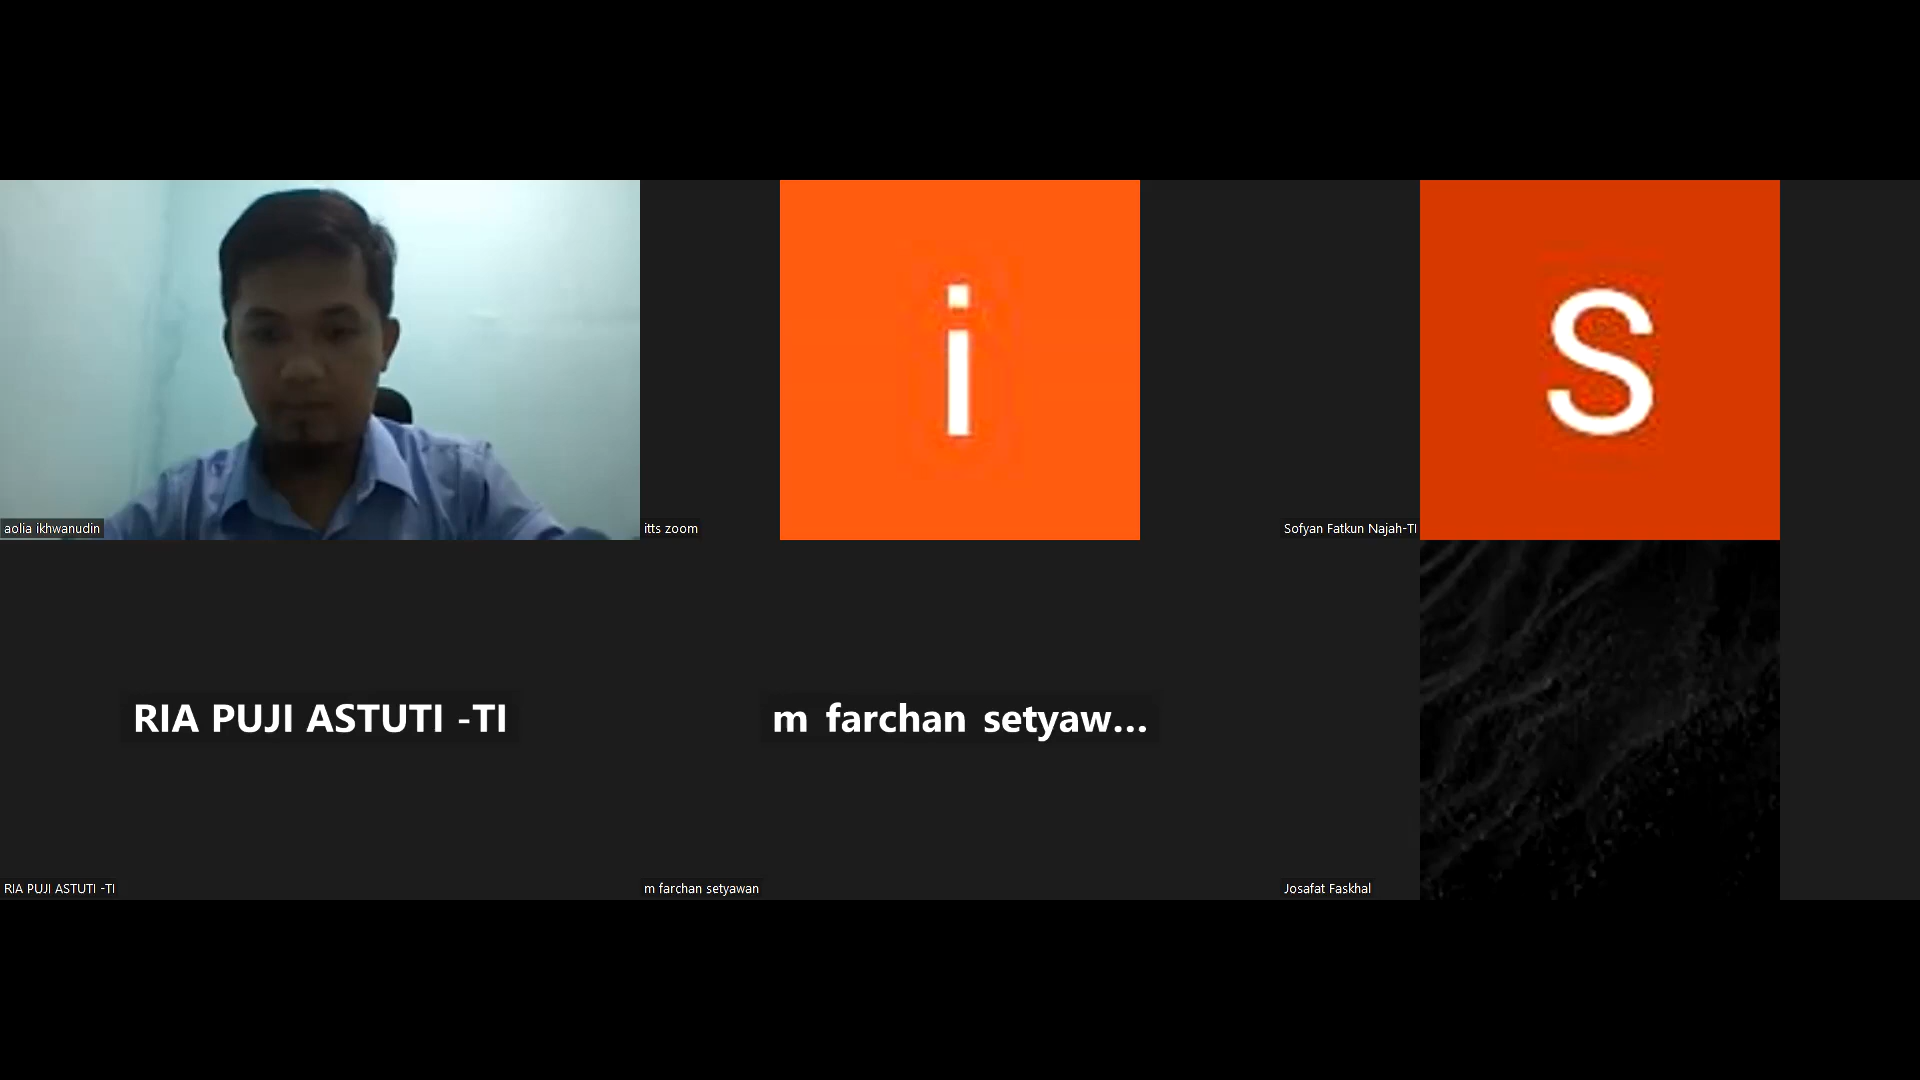 i
S
aolia ikhwanudin
itts zoom
Sofyan Fatkun Najah-TI
RIA PUJI ASTUTI -TI
m farchan setyaw...
RIA PUJI ASTUTI -TI
m farchan setyawan
Josafat Faskhal